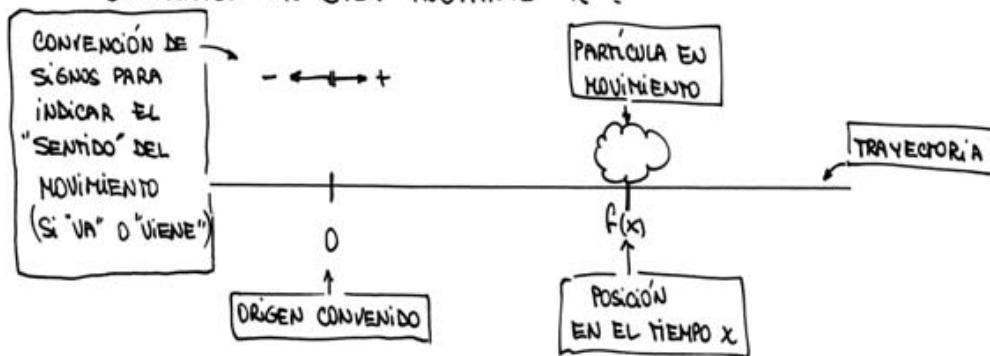 CONVENCIÓN DE
SIGNOS PARA
INDICAR EL
"SENTIDO" DEL
MOVIMIENTO
(Si "VA" O "VIENE")
- +
PARTÍCULA EN
MOVIMIENTO
TRAYECTORIA
0
f(x)
ORIGEN CONVENIDO
POSICIÓN
EN EL TIEMPO x